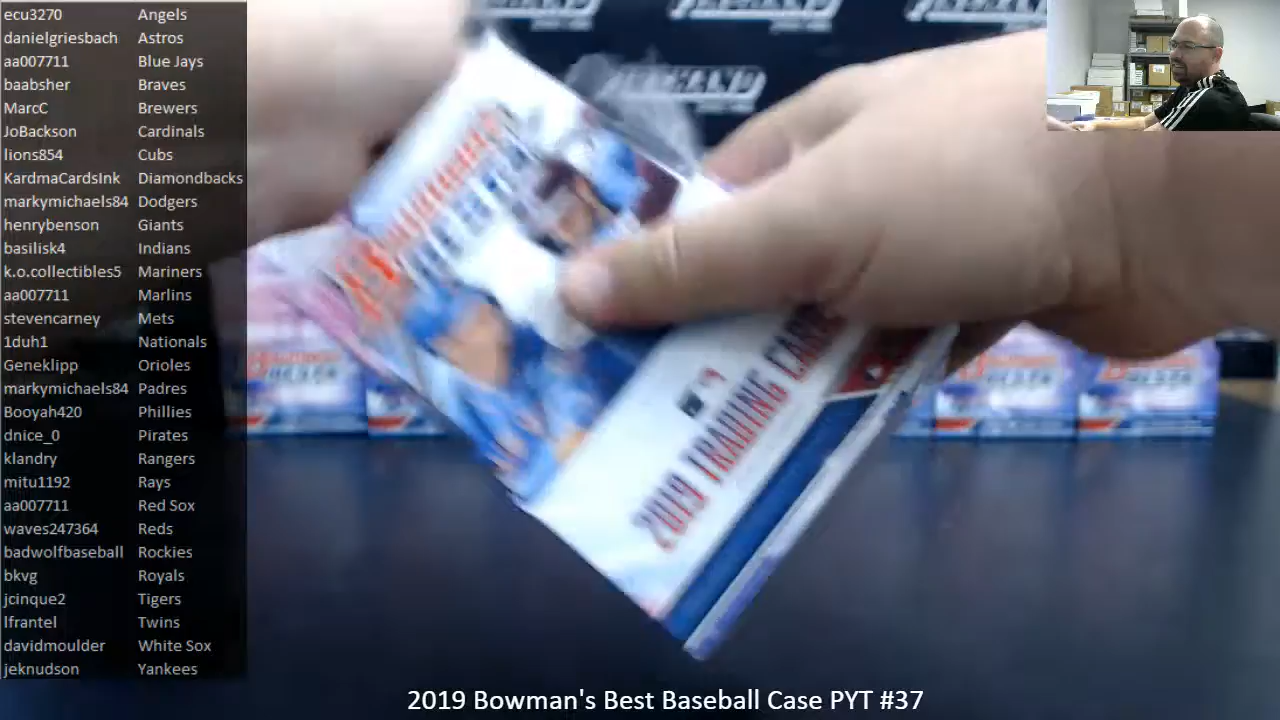 ecu3270 Angels
danielgriesbach Astros
aa007711 Blue Jays
baabsher Braves
MarcC Brewers
JoBackson Cardinals
lions854 Cubs
KardmaCardsInk Diamondbacks
markymichaels84 Dodgers
henrybenson Giants
basilisk4 Indians
k.o.collectibles5 Mariners
aa007711 Marlins
stevencarney Mets
1duh1 Nationals
Geneklipp Orioles
markymichaels84 Padres
Booyah420 Phillies
dnice_0 Pirates
klandry Rangers
mitu1192 Rays
aa007711 Red Sox
waves247364 Reds
badwolfbaseball Rockies
bkvg Royals
jcinque2 Tigers
lfrantel Twins
davidmoulder White Sox
jeknudson Yankees
2019 TRADING CARDS
2019 Bowman's Best Baseball Case PYT #37